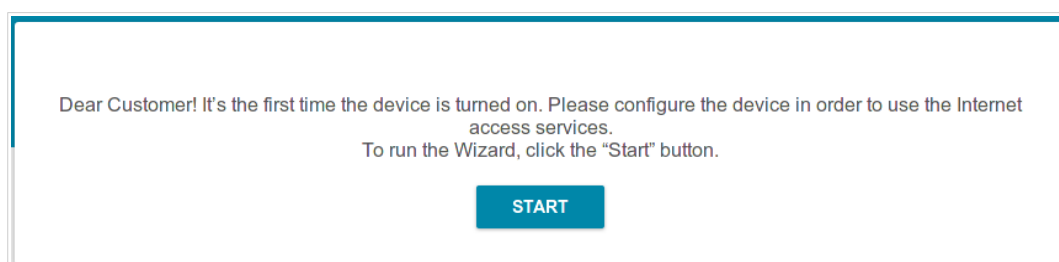 Dear Customer! It's the first time the device is turned on. Please configure the device in order to use the Internet
access services.
To run the Wizard, click the “Start” button.
START